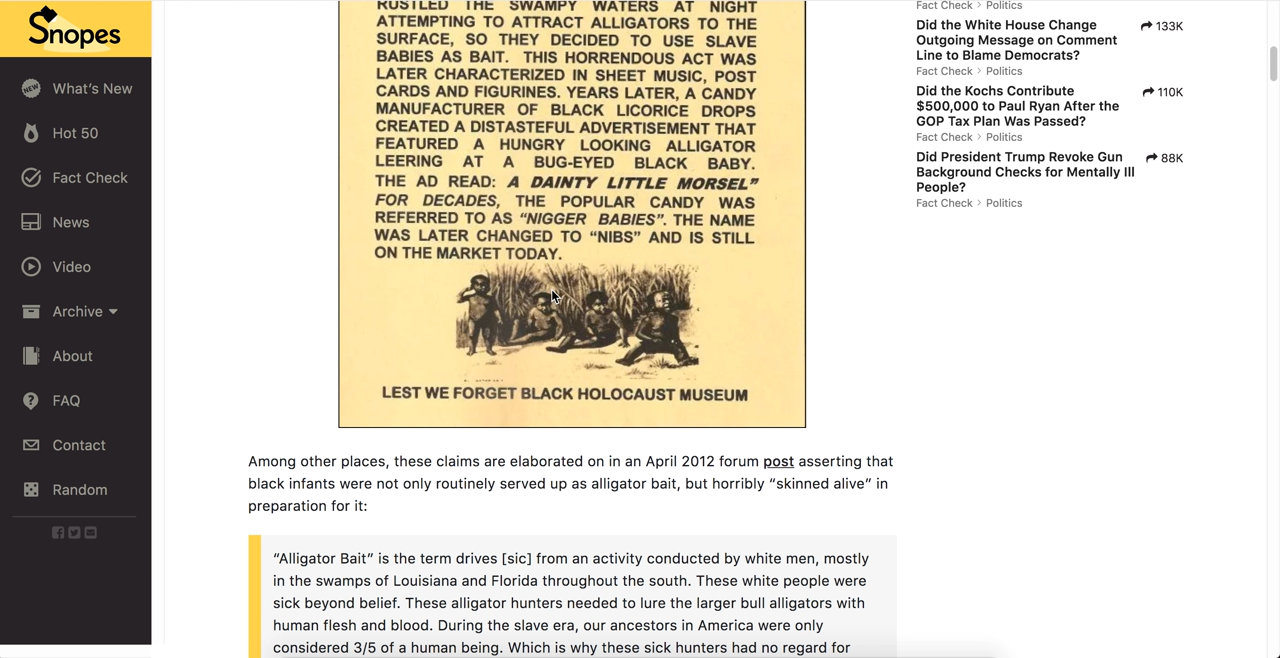 Snopes
What's New
Hot 50
Fact Check
News
Video
Archive
About
FAQ
Contact
Random
RUSTLED THE SWAMPY WATERS AT NIGHT
ATTEMPTING TO ATTRACT ALLIGATORS TO THE
SURFACE, SO THEY DECIDED TO USE SLAVE
BABIES AS BAIT. THIS HORRENDOUS ACT WAS
LATER CHARACTERIZED IN SHEET MUSIC, POST
CARDS AND FIGURINES. YEARS LATER, A CANDY
MANUFACTURER OF BLACK LICORICE DROPS
CREATED A DISTASTEFUL ADVERTISEMENT THAT
FEATURED A HUNGRY LOOKING ALLIGATOR
LEERING AT A BUG-EYED BLACK BABY.
THE AD READ: A DAINTY LITTLE MORSEL"
FOR DECADES, THE POPULAR CANDY WAS
REFERRED TO AS "NIGGER BABIES". THE NAME
WAS LATER CHANGED TO "NIBS" AND IS STILL
ON THE MARKET TODAY.
LEST WE FORGET BLACK HOLOCAUST MUSEUM
Among other places, these claims are elaborated on in an April 2012 forum post asserting that
black infants were not only routinely served up as alligator bait, but horribly "skinned alive" in
preparation for it:
"Alligator Bait" is the term drives [sic] from an activity conducted by white men, mostly
in the swamps of Louisiana and Florida throughout the south. These white people were
sick beyond belief. These alligator hunters needed to lure the larger bull alligators with
human flesh and blood. During the slave era, our ancestors in America were only
considered 3/5 of a human being. Which is why these sick hunters had no regard for
Fact Check > Politics
Did the White House Change
Outgoing Message on Comment
Line to Blame Democrats?
133K
Fact Check > Politics
Did the Kochs Contribute
$500,000 to Paul Ryan After the
GOP Tax Plan Was Passed?
110K
Fact Check > Politics
Did President Trump Revoke Gun
Background Checks for Mentally Ill
People?
88K
Fact Check > Politics